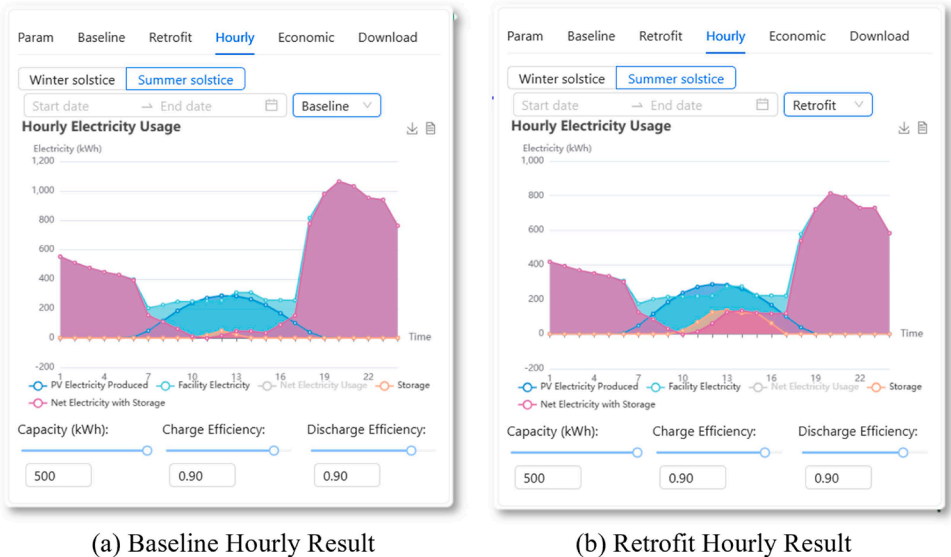 Param Baseline Retrofit Hourly Economic Download
Winter solstice Summer solstice
Start date → End date Baseline
Hourly Electricity Usage
Electricity (kWh)
1,200
1,000
800
600
400
200
0
-200
Time
1 4 7 10 13 16 19 22
PV Electricity Produced Facility Electricity Net Electricity Usage Storage
Net Electricity with Storage
Capacity (kWh): Charge Efficiency: Discharge Efficiency:
500 0.90 0.90
(a) Baseline Hourly Result
Param Baseline Retrofit Hourly Economic Download
Winter solstice Summer solstice
Start date → End date Retrofit
Hourly Electricity Usage
Electricity (kWh)
1,000
800
600
400
200
0
-200
Time
1 4 7 10 13 16 19 22
PV Electricity Produced Facility Electricity Net Electricity Usage Storage
Net Electricity with Storage
Capacity (kWh): Charge Efficiency: Discharge Efficiency:
500 0.90 0.90
(b) Retrofit Hourly Result